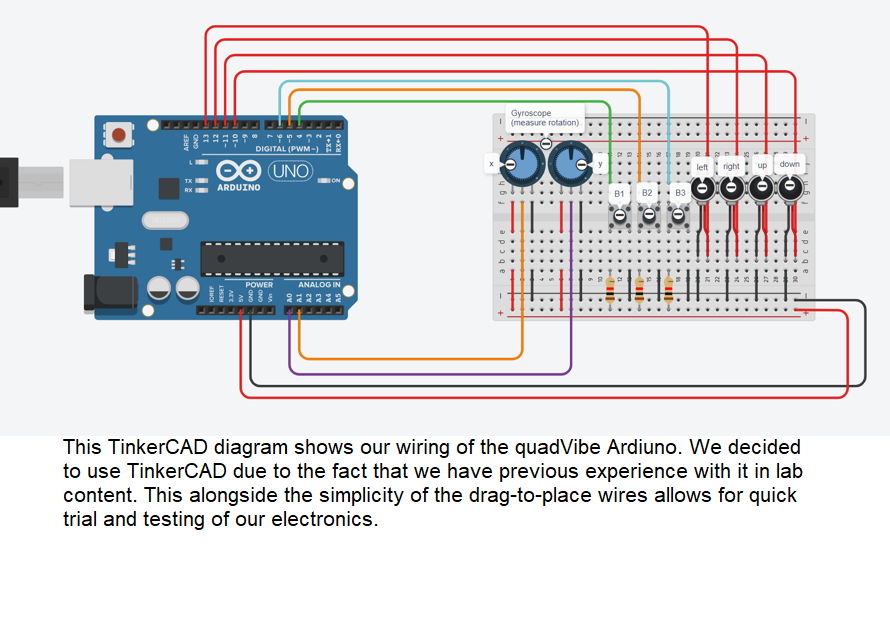 Gyroscope
(measure rotation)
x
y
left
right
up
down
B1
B2
B3
AREF
GND
13
12
~11
~10
~9
8
7
~6
~5
4
~3
2
TX→1
RX←0
DIGITAL (PWM~)
L
TX
RX
ARDUINO
UNO
ON
IOREF
RESET
3.3V
5V
GND
GND
Vin
POWER
ANALOG IN
A0
A1
A2
A3
A4
A5
This TinkerCAD diagram shows our wiring of the quadVibe Ardiuno. We decided
to use TinkerCAD due to the fact that we have previous experience with it in lab
content. This alongside the simplicity of the drag-to-place wires allows for quick
trial and testing of our electronics.